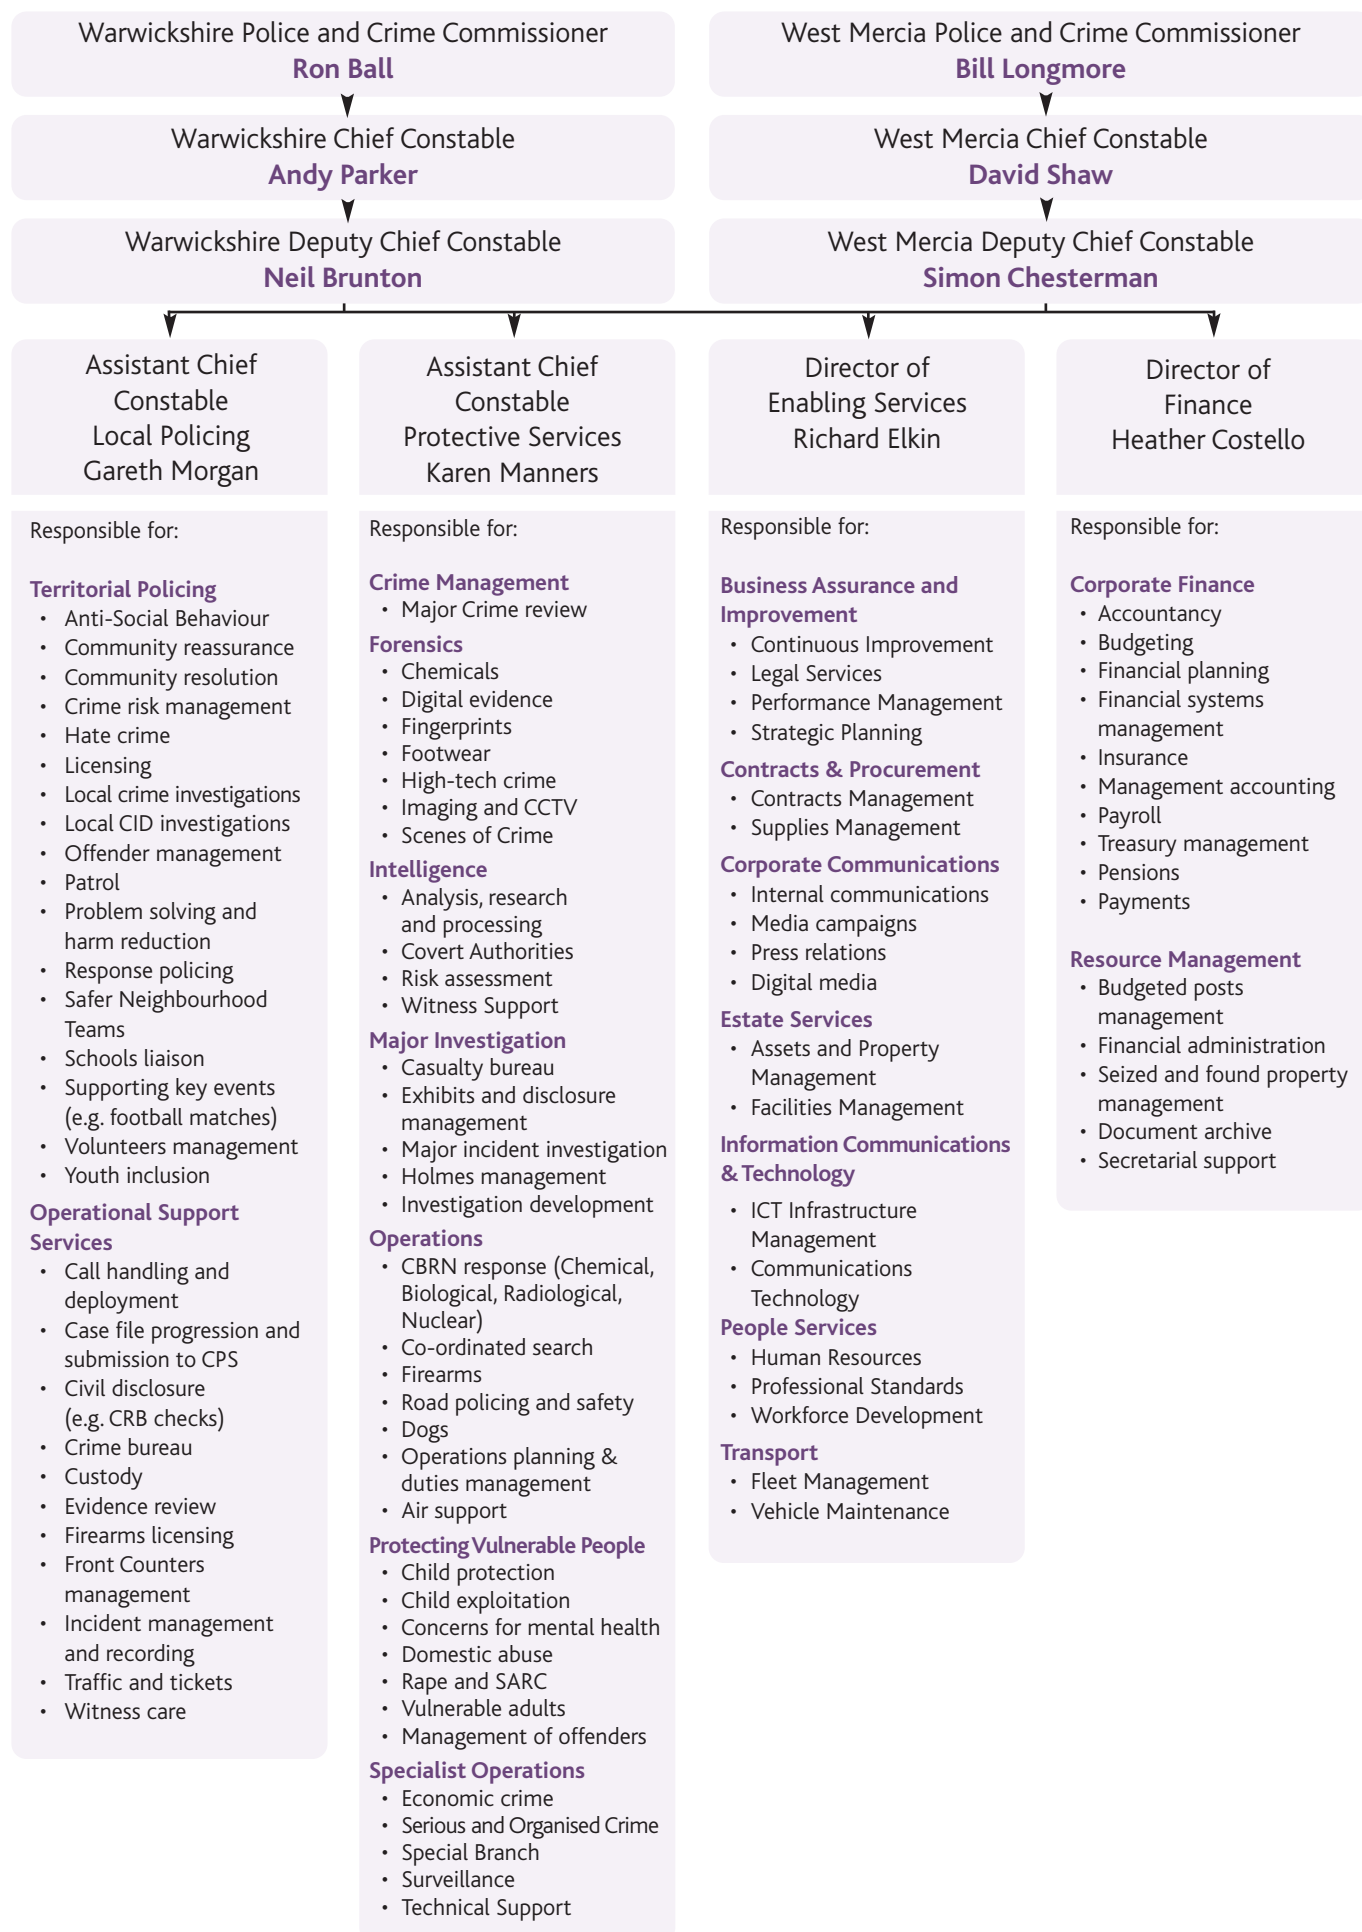 Warwickshire Police and Crime Commissioner
Ron Ball
West Mercia Police and Crime Commissioner
Bill Longmore
Warwickshire Chief Constable
Andy Parker
West Mercia Chief Constable
David Shaw
Warwickshire Deputy Chief Constable
Neil Brunton
West Mercia Deputy Chief Constable
Simon Chesterman
Assistant Chief
Constable
Local Policing
Gareth Morgan
Responsible for:
Territorial Policing
• Anti-Social Behaviour
• Community reassurance
• Community resolution
• Crime risk management
• Hate crime
• Licensing
• Local crime investigations
• Local CID investigations
• Offender management
• Patrol
• Problem solving and
harm reduction
• Response policing
• Safer Neighbourhood
Teams
• Schools liaison
• Supporting key events
(e.g. football matches)
• Volunteers management
• Youth inclusion
Operational Support
Services
• Call handling and
deployment
• Case file progression and
submission to CPS
• Civil disclosure
(e.g. CRB checks)
• Crime bureau
• Custody
• Evidence review
• Firearms licensing
• Front Counters
management
• Incident management
and recording
• Traffic and tickets
• Witness care
Assistant Chief
Constable
Protective Services
Karen Manners
Responsible for:
Crime Management
• Major Crime review
Forensics
• Chemicals
• Digital evidence
• Fingerprints
• Footwear
• High-tech crime
• Imaging and CCTV
• Scenes of Crime
Intelligence
• Analysis, research
and processing
• Covert Authorities
• Risk assessment
• Witness Support
Major Investigation
• Casualty bureau
• Exhibits and disclosure
management
• Major incident investigation
• Holmes management
• Investigation development
Operations
• CBRN response (Chemical,
Biological, Radiological,
Nuclear)
• Co-ordinated search
• Firearms
• Road policing and safety
• Dogs
• Operations planning &
duties management
• Air support
Protecting Vulnerable People
• Child protection
• Child exploitation
• Concerns for mental health
• Domestic abuse
• Rape and SARC
• Vulnerable adults
• Management of offenders
Specialist Operations
• Economic crime
• Serious and Organised Crime
• Special Branch
• Surveillance
• Technical Support
Director of
Enabling Services
Richard Elkin
Responsible for:
Business Assurance and
Improvement
• Continuous Improvement
• Legal Services
• Performance Management
• Strategic Planning
Contracts & Procurement
• Contracts Management
• Supplies Management
Corporate Communications
• Internal communications
• Media campaigns
• Press relations
• Digital media
Estate Services
• Assets and Property
Management
• Facilities Management
Information Communications
& Technology
• ICT Infrastructure
Management
• Communications
Technology
People Services
• Human Resources
• Professional Standards
• Workforce Development
Transport
• Fleet Management
• Vehicle Maintenance
Director of
Finance
Heather Costello
Responsible for:
Corporate Finance
• Accountancy
• Budgeting
• Financial planning
• Financial systems
management
• Insurance
• Management accounting
• Payroll
• Treasury management
• Pensions
• Payments
Resource Management
• Budgeted posts
management
• Financial administration
• Seized and found property
management
• Document archive
• Secretarial support